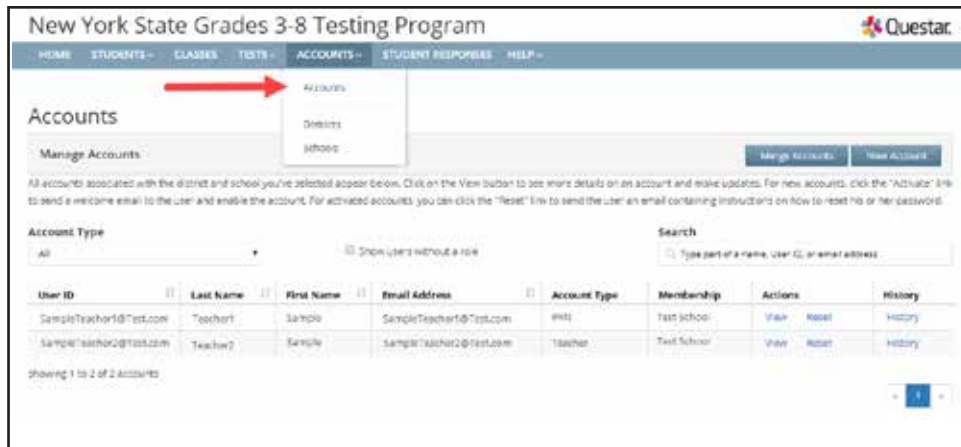 New York State Grades 3-8 Testing Program
Questar.
HOME STUDENTS CLASSES TESTS ACCOUNTS STUDENT RESPONSES HELP
Accounts
Districts
Schools
Accounts
Manage Accounts
Merge Accounts New Account
All accounts associated with the district and school you've selected appear below. Click on the View button to see more details on an account and make updates. For new accounts, click the "Activate" link
to send a welcome email to the user and enable the account. For activated accounts, you can click the "Reset" link to send the user an email containing instructions on how to reset his or her password.
Account Type Search
All Show users without a role Type part of a name, User ID, or email address
User ID Last Name First Name Email Address Account Type Membership Actions History
SampleTeacher1@Test.com Teacher1 Sample SampleTeacher1@Test.com Test School View Reset History
SampleTeacher2@Test.com Teacher2 Sample SampleTeacher2@Test.com Teacher Test School View Reset History
Showing 1 to 2 of 2 accounts
« 1 »